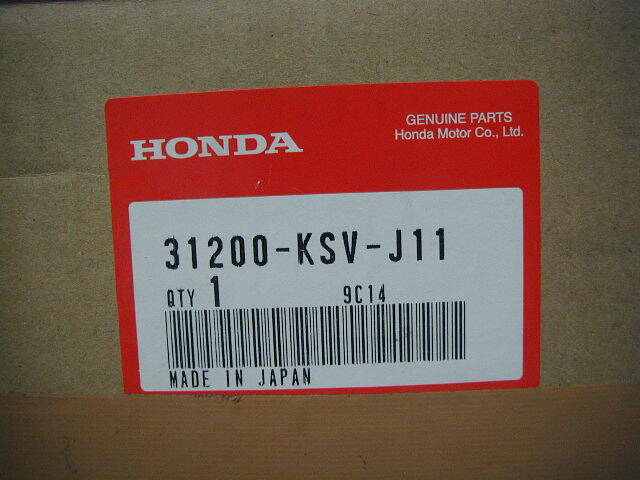 HONDA
GENUINE PARTS
Honda Motor Co., Ltd.
31200-KSV-J11
QTY 1 9C14
MADE IN JAPAN